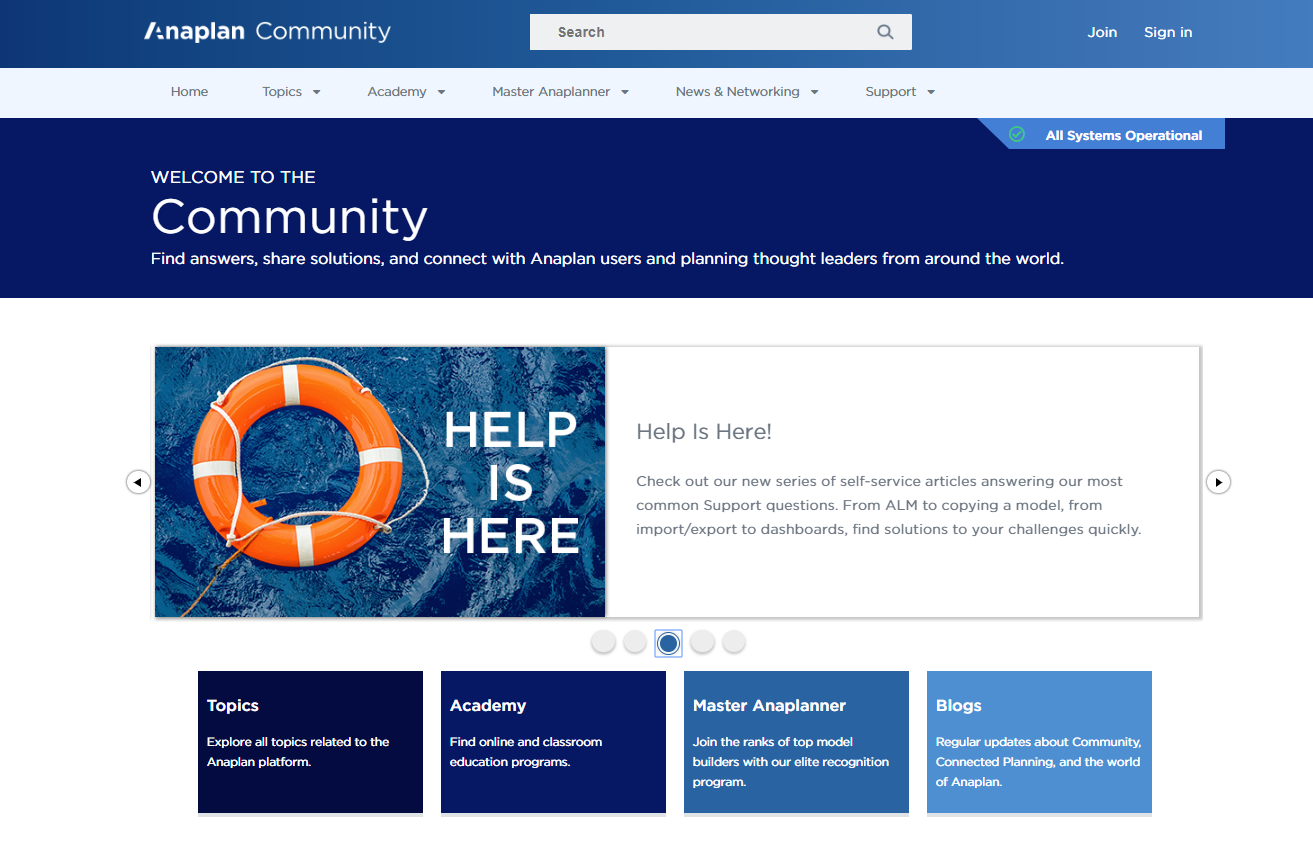 Anaplan Community
Search
Join
Sign in
Home
Topics
Academy
Master Anaplanner
News & Networking
Support
All Systems Operational
WELCOME TO THE
Community
Find answers, share solutions, and connect with Anaplan users and planning thought leaders from around the world.
HELP
IS
HERE
Help Is Here!
Check out our new series of self-service articles answering our most
common Support questions. From ALM to copying a model, from
import/export to dashboards, find solutions to your challenges quickly.
Topics
Explore all topics related to the
Anaplan platform.
Academy
Find online and classroom
education programs.
Master Anaplanner
Join the ranks of top model
builders with our elite recognition
program.
Blogs
Regular updates about Community,
Connected Planning, and the world
of Anaplan.